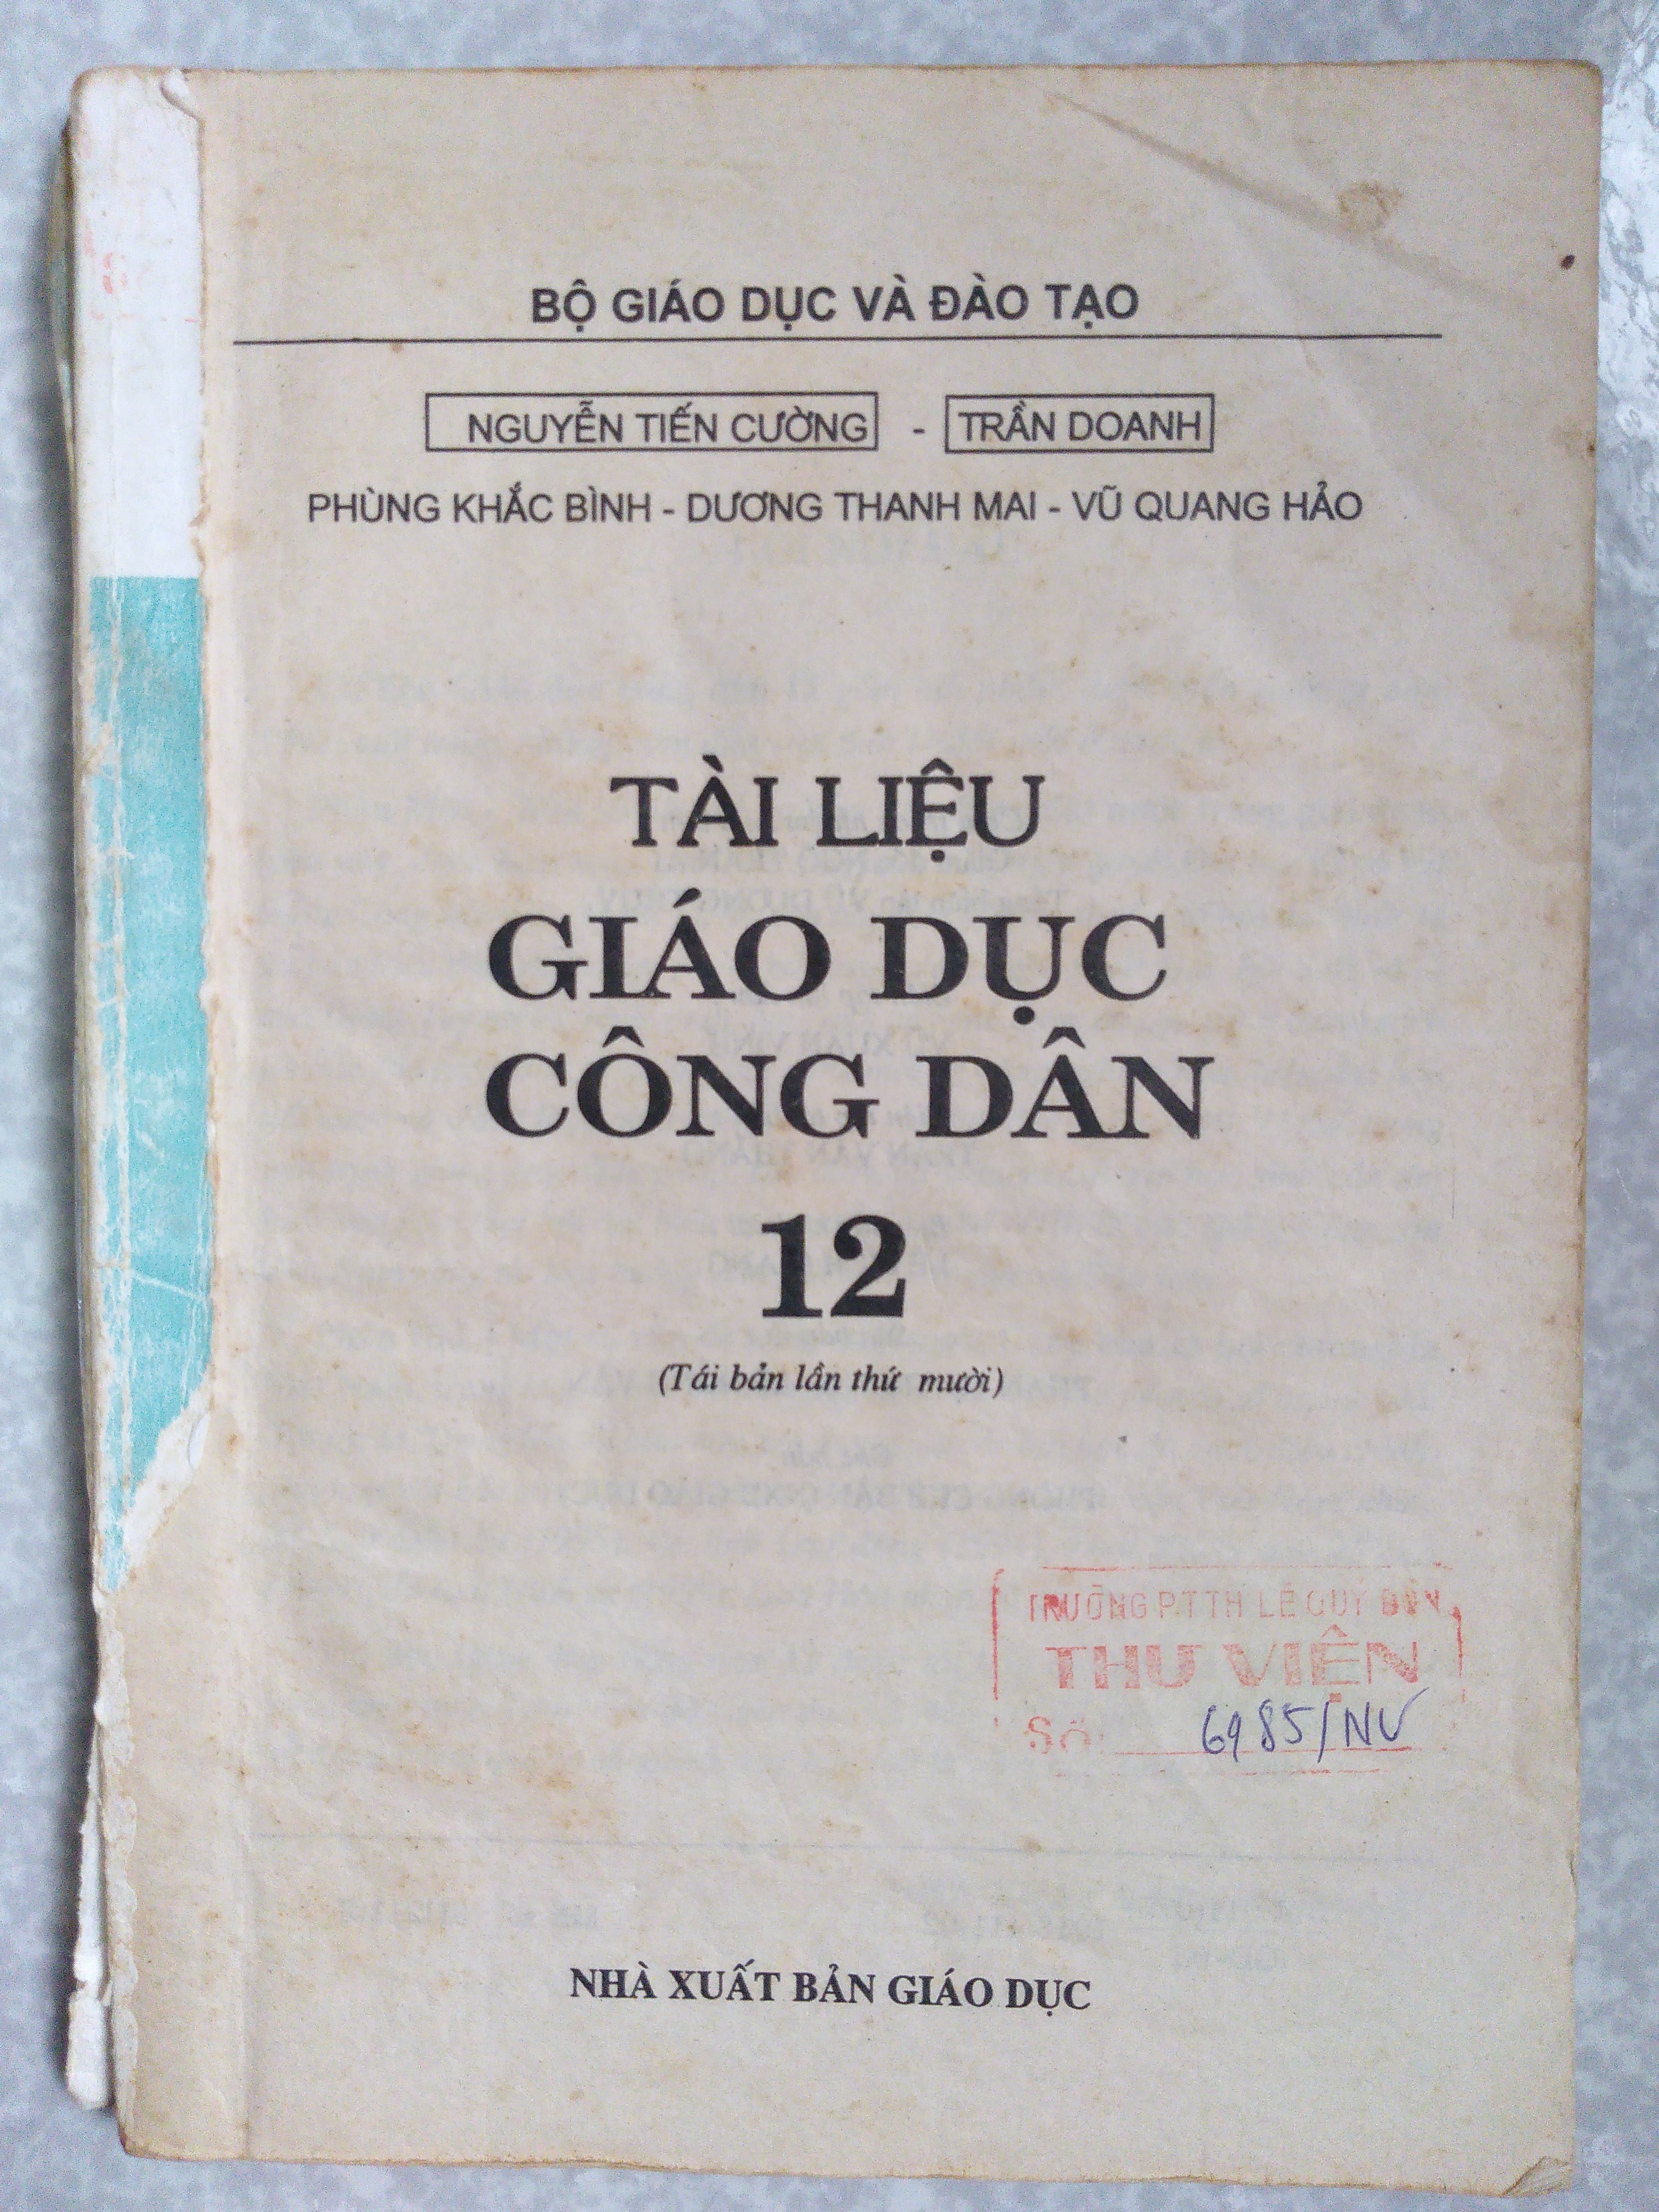 BỘ GIÁO DỤC VÀ ĐÀO TẠO
NGUYỄN TIẾN CƯỜNG - TRẦN DOANH
PHÙNG KHẮC BÌNH - DƯƠNG THANH MAI - VŨ QUANG HẢO
TÀI LIỆU
GIÁO DỤC
CÔNG DÂN
12
(Tái bản lần thứ mười)
TRƯỜNG P.T.TH LÊ QUÝ ĐÔN
THƯ VIỆN
Số: 6985/NV
NHÀ XUẤT BẢN GIÁO DỤC